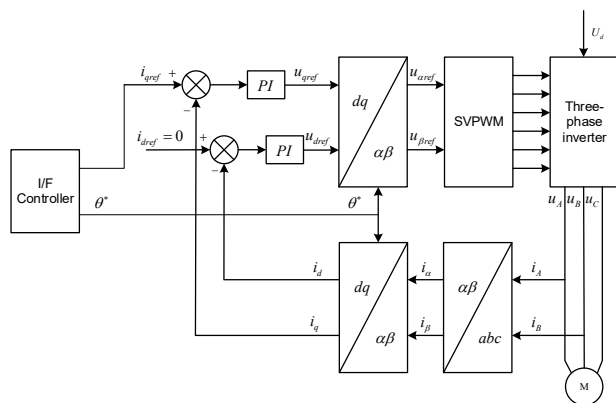 U_d
i_qref +
−
u_qref
PI
dq
αβ
u_αref
u_βref
SVPWM
Three-
phase
inverter
i_dref = 0
+
−
PI
u_dref
I/F
Controller
θ*
θ*
u_A u_B u_C
i_d
i_q
dq
αβ
i_α
i_β
αβ
abc
i_A
i_B
M